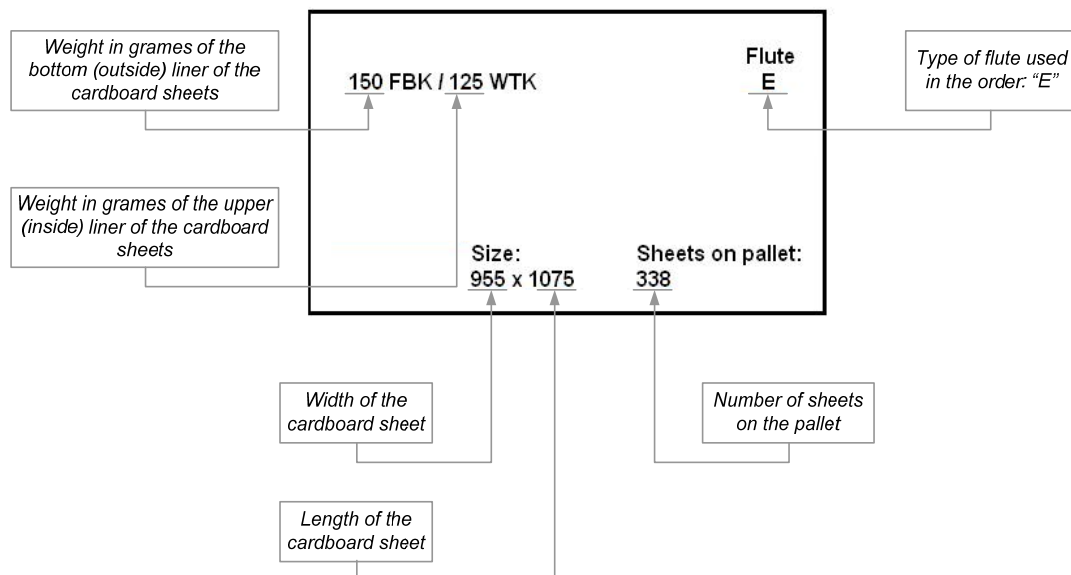 Weight in grames of the
bottom (outside) liner of the
cardboard sheets
150 FBK / 125 WTK
Flute
E
Type of flute used
in the order: “E”
Weight in grames of the upper
(inside) liner of the cardboard
sheets
Size:
955 x 1075
Sheets on pallet:
338
Width of the
cardboard sheet
Number of sheets
on the pallet
Length of the
cardboard sheet